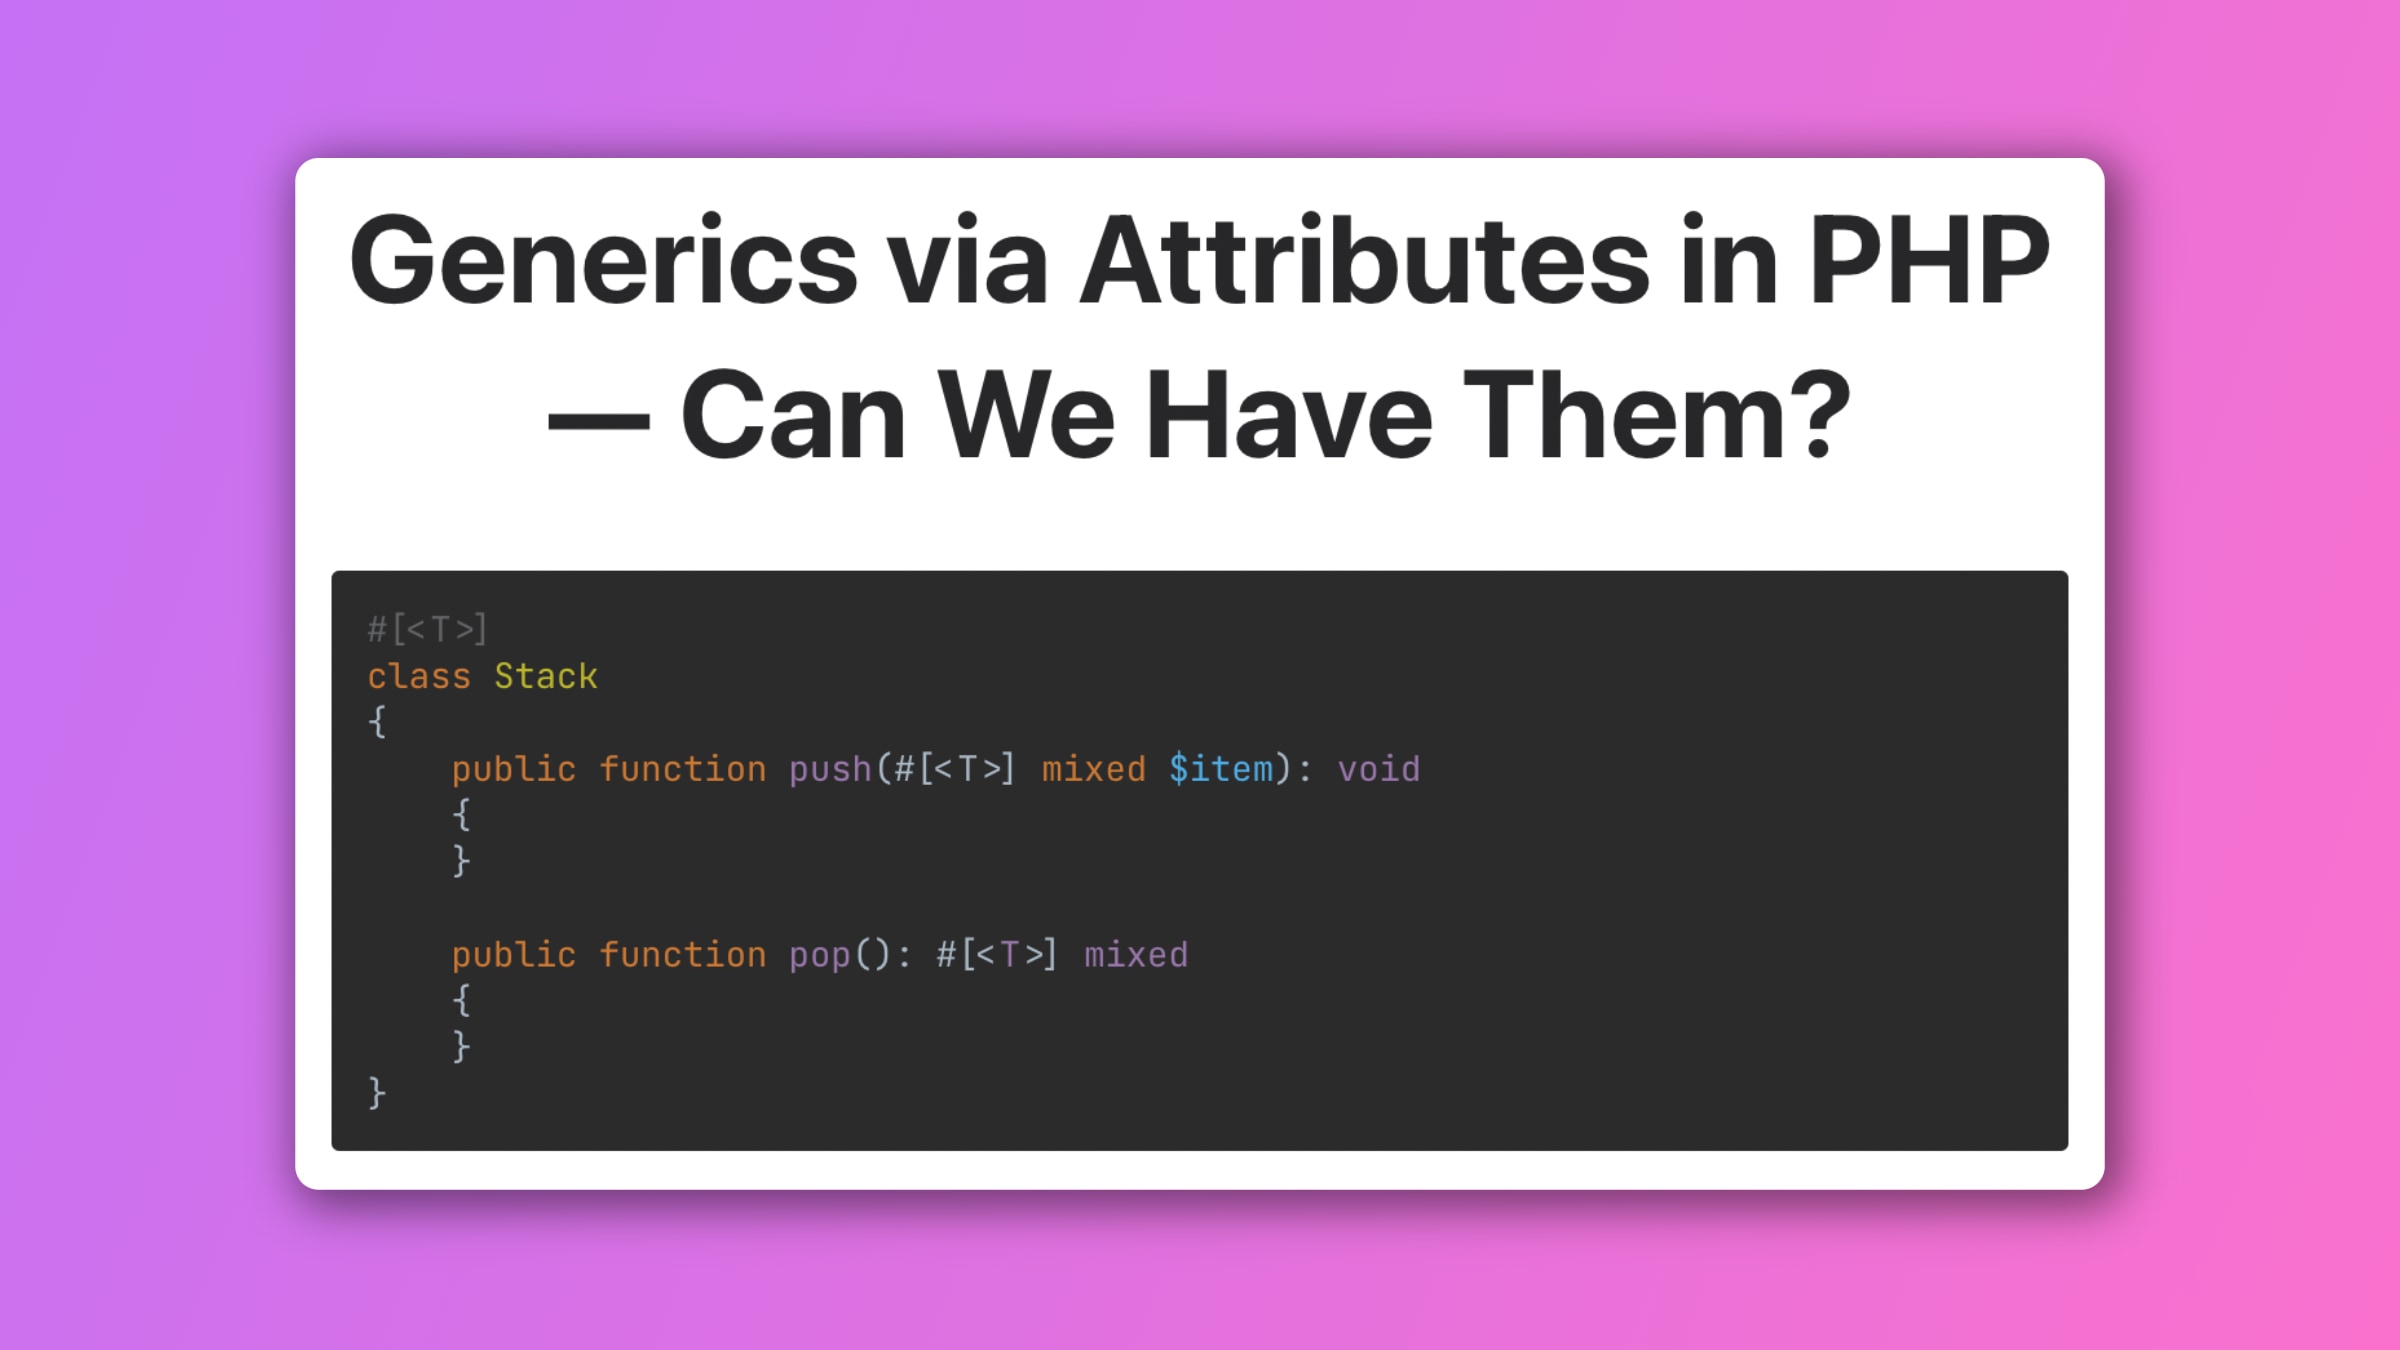 Generics via Attributes in PHP
— Can We Have Them?
#[<T>]
class Stack
{
    public function push(#[<T>] mixed $item): void
    {
    }

    public function pop(): #[<T>] mixed
    {
    }
}